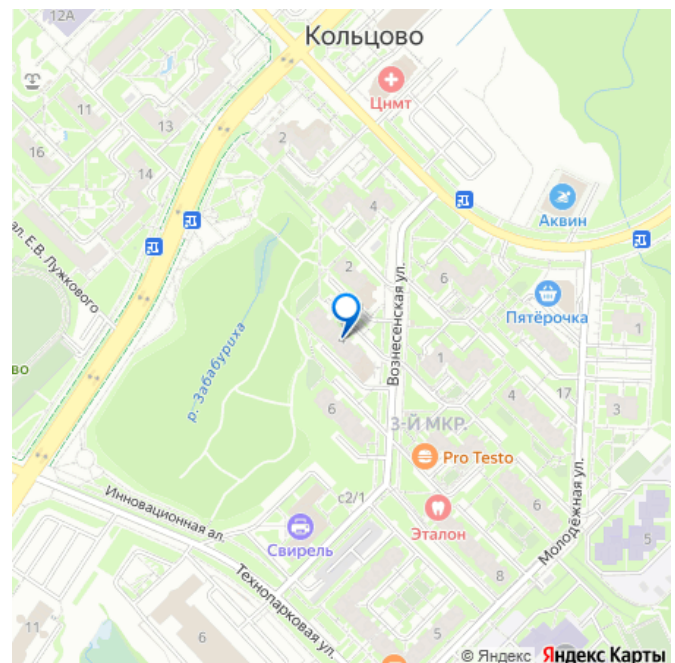 12А
Кольцово
Цнмт
11
13
2
16
14
4
Аквин
ал. Е.В. Лужкового
2
6
Пятёрочка
р. Забабуриха
Вознесенская ул.
1
1
во
4
17
6
3
3-Й МКР.
Pro Testo
Инновационная ал.
с2/1
Свирель
Эталон
6
Молодёжная ул.
5
Технопарковая ул.
8
11
6
5
© Яндекс Яндекс Карты